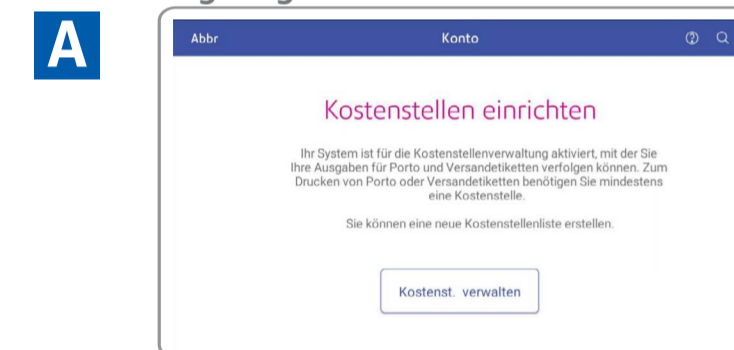 A
Abbr Konto
Kostenstellen einrichten
Ihr System ist für die Kostenstellenverwaltung aktiviert, mit der Sie
Ihre Ausgaben für Porto und Versandetiketten verfolgen können. Zum
Drucken von Porto oder Versandetiketten benötigen Sie mindestens
eine Kostenstelle.
Sie können eine neue Kostenstellenliste erstellen.
Kostenst. verwalten